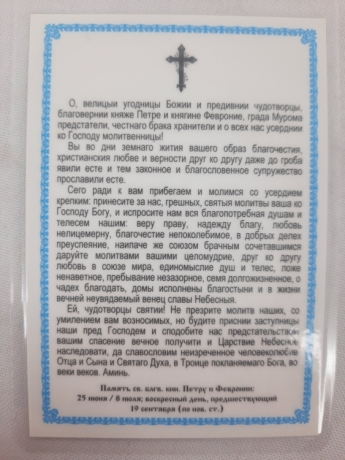 О, велицыи угодницы Божии и предивнии чудотворцы,
благовернии княже Петре и княгине Февроние, града Мурома
предстатели, честнаго брака хранители и о всех нас усерднии
ко Господу молитвенницы!
Вы во дни земнаго жития вашего образ благочестия,
христианския любве и верности друг ко другу даже до гроба
явили есте и тем законное и благословенное супружество
прославили есте.
Сего ради к вам прибегаем и молимся со усердием
крепким: принесите за нас, грешных, святыя молитвы ваша ко
Господу Богу, и испросите нам вся благопотребная душам и
телесем нашим: веру праву, надежду благу, любовь
нелицемерну, благочестие непоколебимое, в добрых делех
преуспеяние, наипаче же союзом брачным сочетавшимся
даруйте молитвами вашими целомудрие, друг ко другу
любовь в союзе мира, единомыслие душ и телес, ложе
ненаветное, пребывание незазорное, семя долгожизненное, о
чадех благодать, домы исполнены благостыни и в жизни
вечней неувядаемый венец славы Небесныя.
Ей, чудотворцы святии! Не презрите молитв наших, со
умилением вам возносимых, но будите приснии заступницы
наши пред Господем и сподобите нас предстательством
вашим спасение вечное получити и Царствие Небесное
наследовати, да славословим неизреченное человеколюбие
Отца и Сына и Святаго Духа, в Троице покланяемаго Бога, во
веки веков. Аминь.
Память св. блгв. кнн. Петру и Февронии:
25 июня / 8 июля; воскресный день, предшествующий
19 сентября (по нов. ст.)